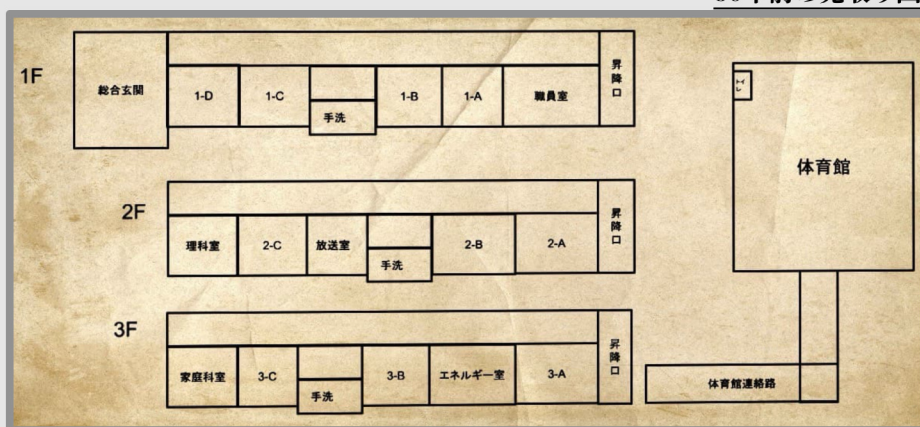 1F
総合玄関
1-D
1-C
手洗
1-B
1-A
職員室
昇降口
トイレ
体育館
2F
理科室
2-C
放送室
手洗
2-B
2-A
昇降口
3F
家庭科室
3-C
手洗
3-B
エネルギー室
3-A
昇降口
体育館連絡路